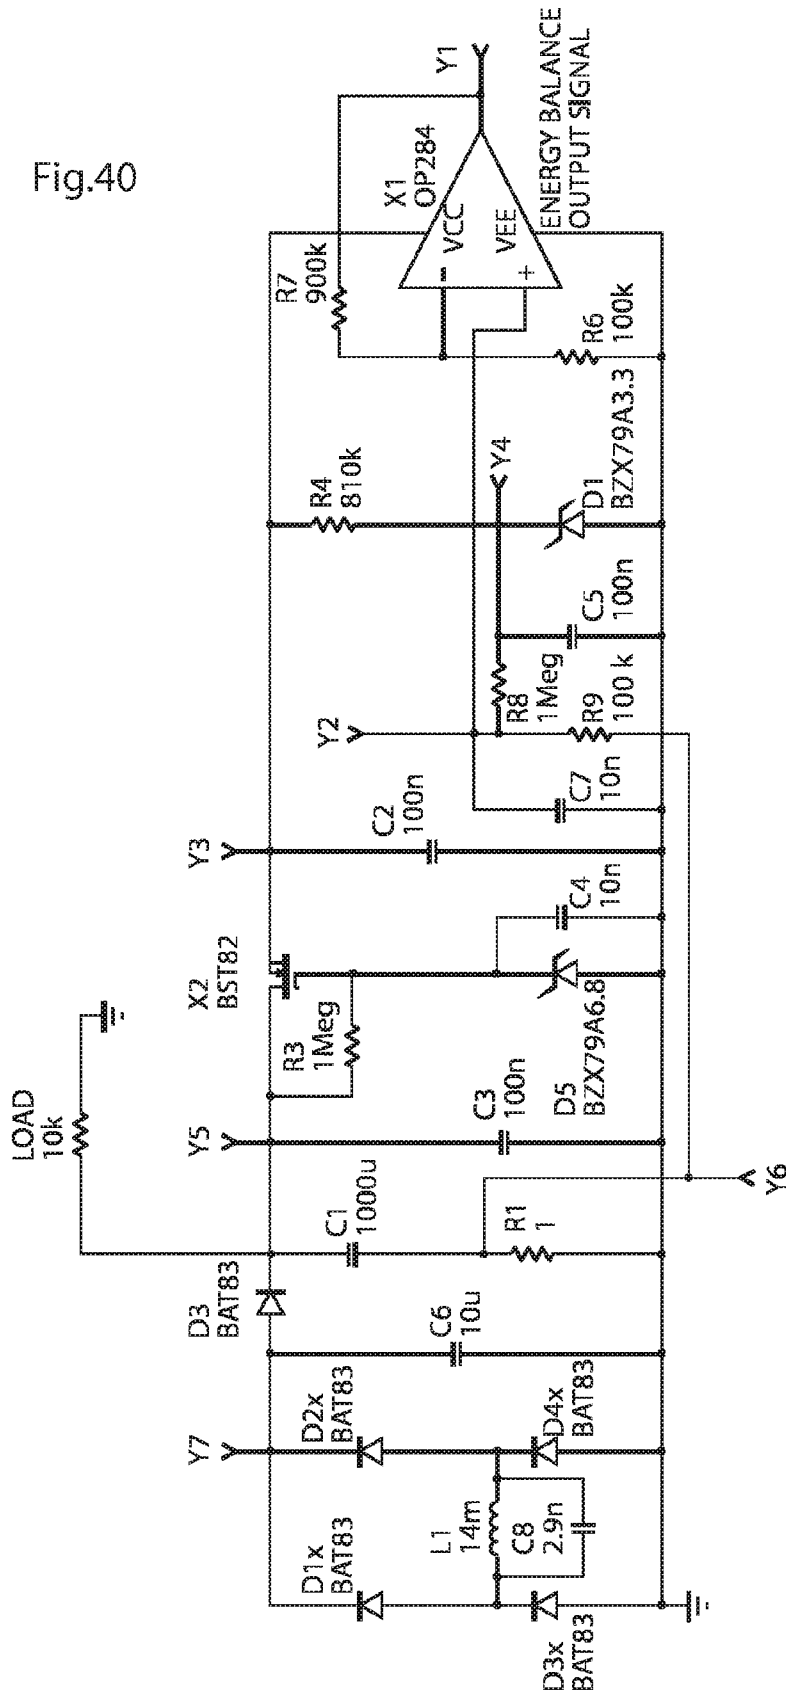 Fig.40
Y1
X1
OP284
VCC
VEE
ENERGY BALANCE
OUTPUT SIGNAL
R7
900k
R6
100k
R4
810k
Y4
D1
BZX79A3.3
C5
100n
R8
1Meg
R9
100 k
Y2
C7
10n
C2
100n
Y3
C4
10n
X2
BST82
R3
1Meg
D5
BZX79A6.8
LOAD
10k
C3
100n
Y5
Y6
C1
1000u
R1
1
D3
BAT83
C6
10u
Y7
D2x
BAT83
D4x
BAT83
L1
14m
C8
2.9n
D1x
BAT83
D3x
BAT83